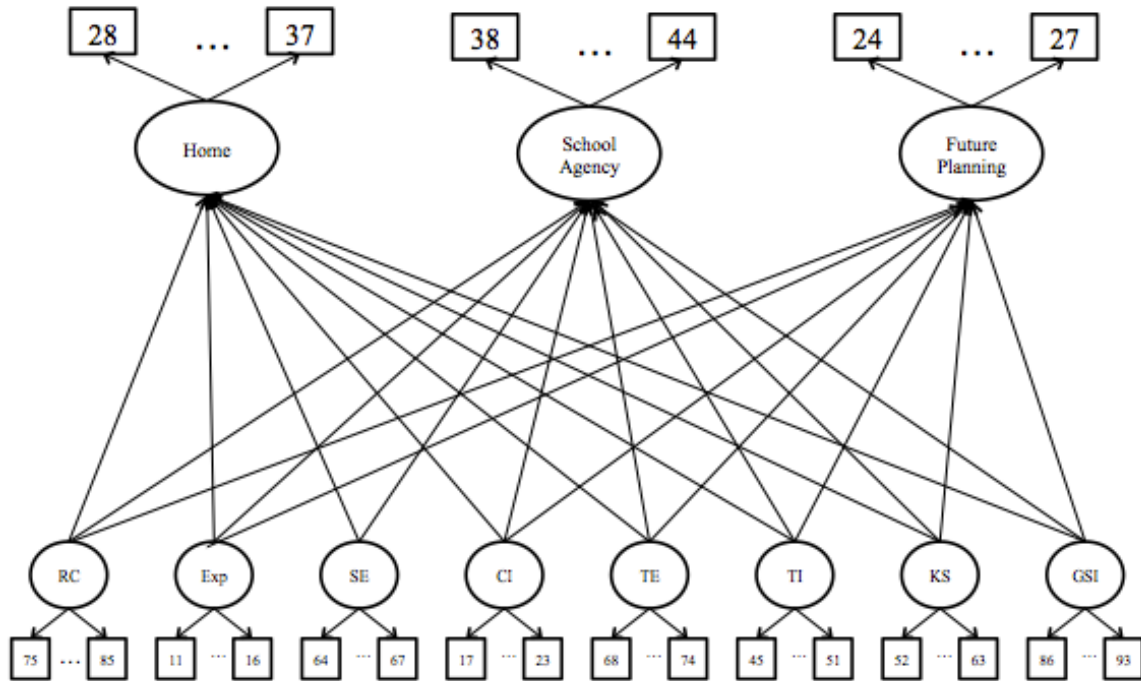 28 ... 37 38 ... 44 24 ... 27
Home
School
Agency
Future
Planning
RC Exp SE CI TE TI KS GSI
75 ... 85 11 ... 16 64 ... 67 17 ... 23 68 ... 74 45 ... 51 52 ... 63 86 ... 93